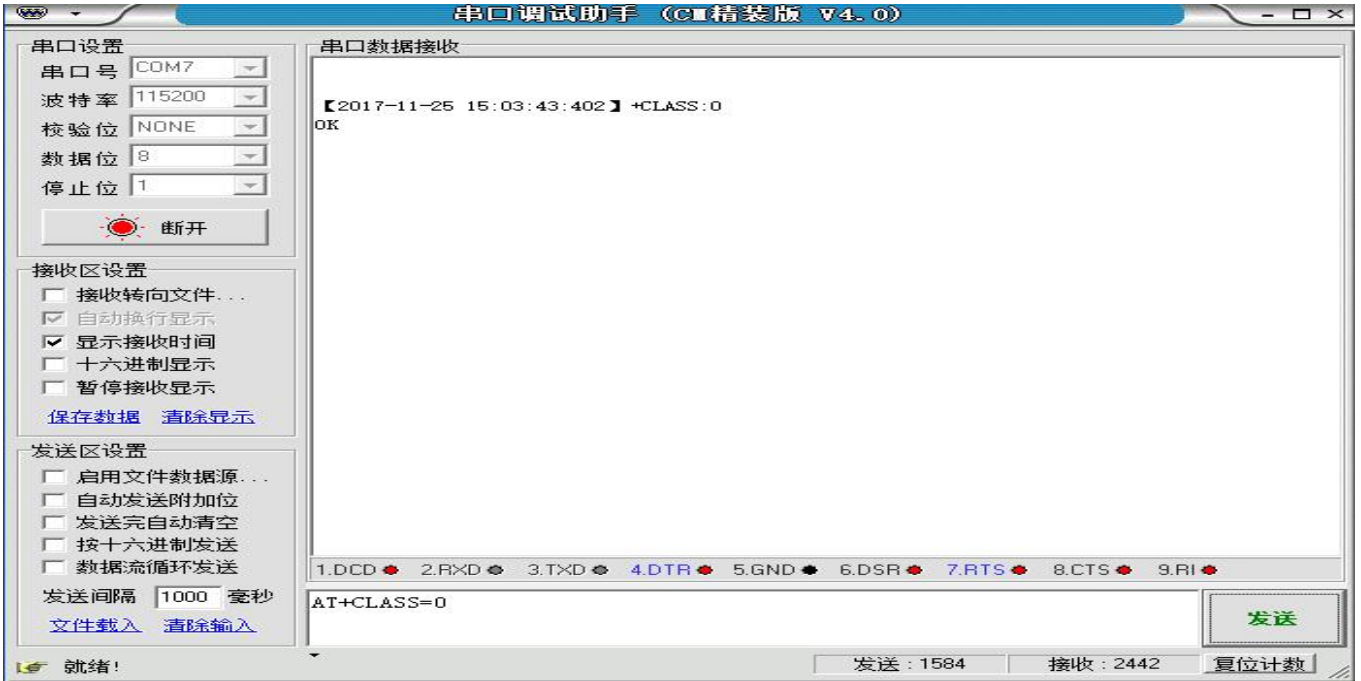 串口调试助手 (CM精装版 V4.0)
串口设置
串口号 COM7
波特率 115200
校验位 NONE
数据位 8
停止位 1
断开
接收区设置
接收转向文件...
自动换行显示
显示接收时间
十六进制显示
暂停接收显示
保存数据 清除显示
发送区设置
启用文件数据源...
自动发送附加位
发送完自动清空
按十六进制发送
数据流循环发送
发送间隔 1000 毫秒
文件载入 清除输入
串口数据接收
【2017-11-25 15:03:43:402】+CLASS:0
OK
1.DCD 2.RXD 3.TXD 4.DTR 5.GND 6.DSR 7.RTS 8.CTS 9.RI
AT+CLASS=0
发送
就绪! 发送:1584 接收:2442 复位计数